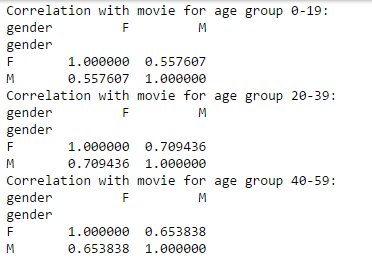 Correlation with movie for age group 0-19:
gender         F         M
gender
F       1.000000  0.557607
M       0.557607  1.000000
Correlation with movie for age group 20-39:
gender         F         M
gender
F       1.000000  0.709436
M       0.709436  1.000000
Correlation with movie for age group 40-59:
gender         F         M
gender
F       1.000000  0.653838
M       0.653838  1.000000